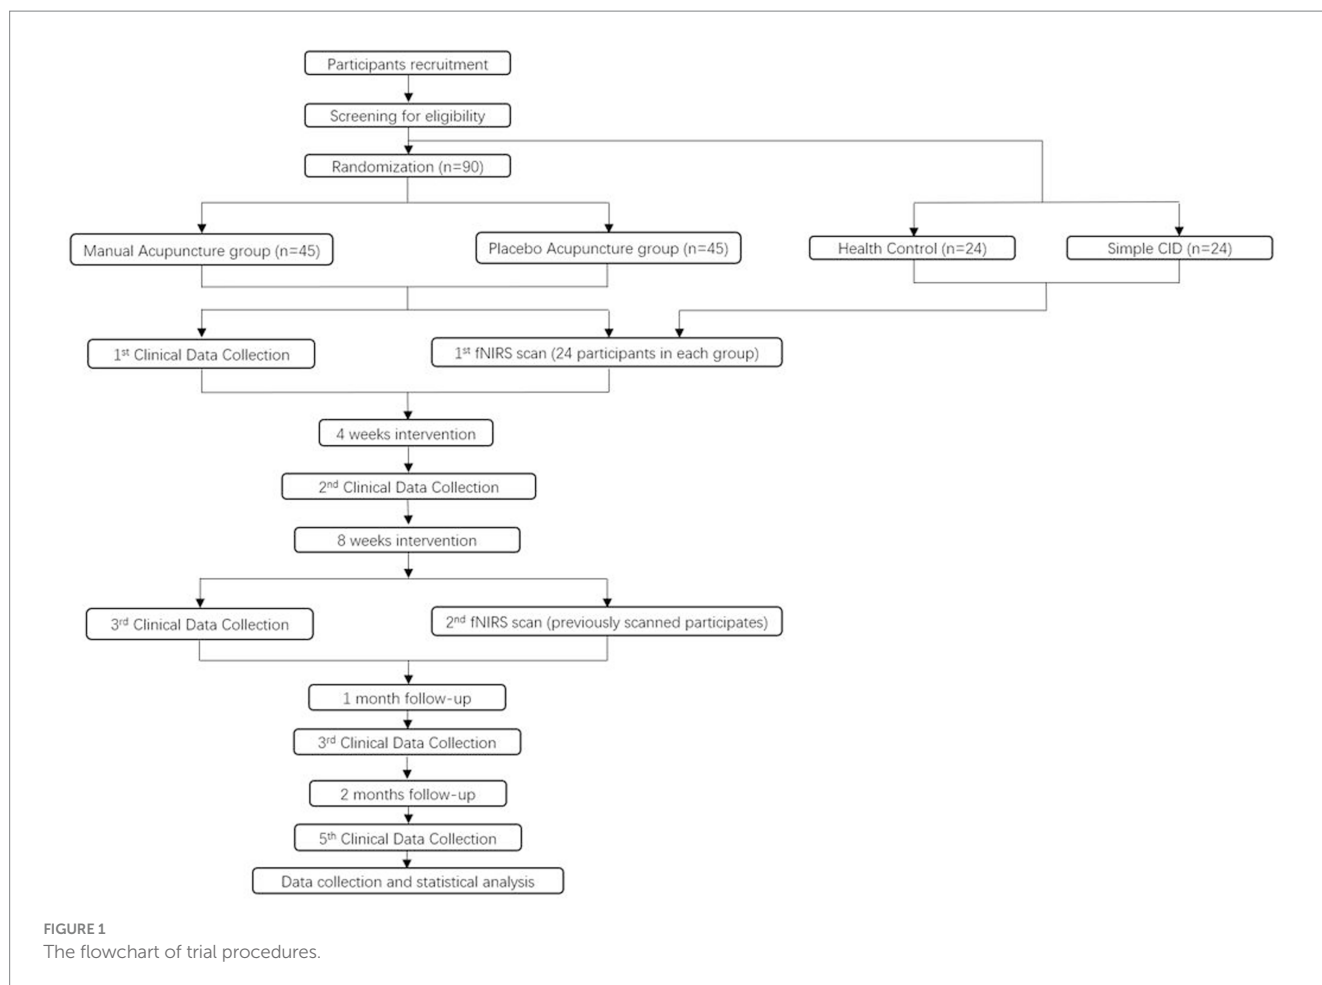 Participants recruitment
Screening for eligibility
Randomization (n=90)
Manual Acupuncture group (n=45)
Placebo Acupuncture group (n=45)
Health Control (n=24)
Simple CID (n=24)
1st Clinical Data Collection
1st fNIRS scan (24 participants in each group)
4 weeks intervention
2nd Clinical Data Collection
8 weeks intervention
3rd Clinical Data Collection
2nd fNIRS scan (previously scanned participates)
1 month follow-up
3rd Clinical Data Collection
2 months follow-up
5th Clinical Data Collection
Data collection and statistical analysis
FIGURE 1
The flowchart of trial procedures.